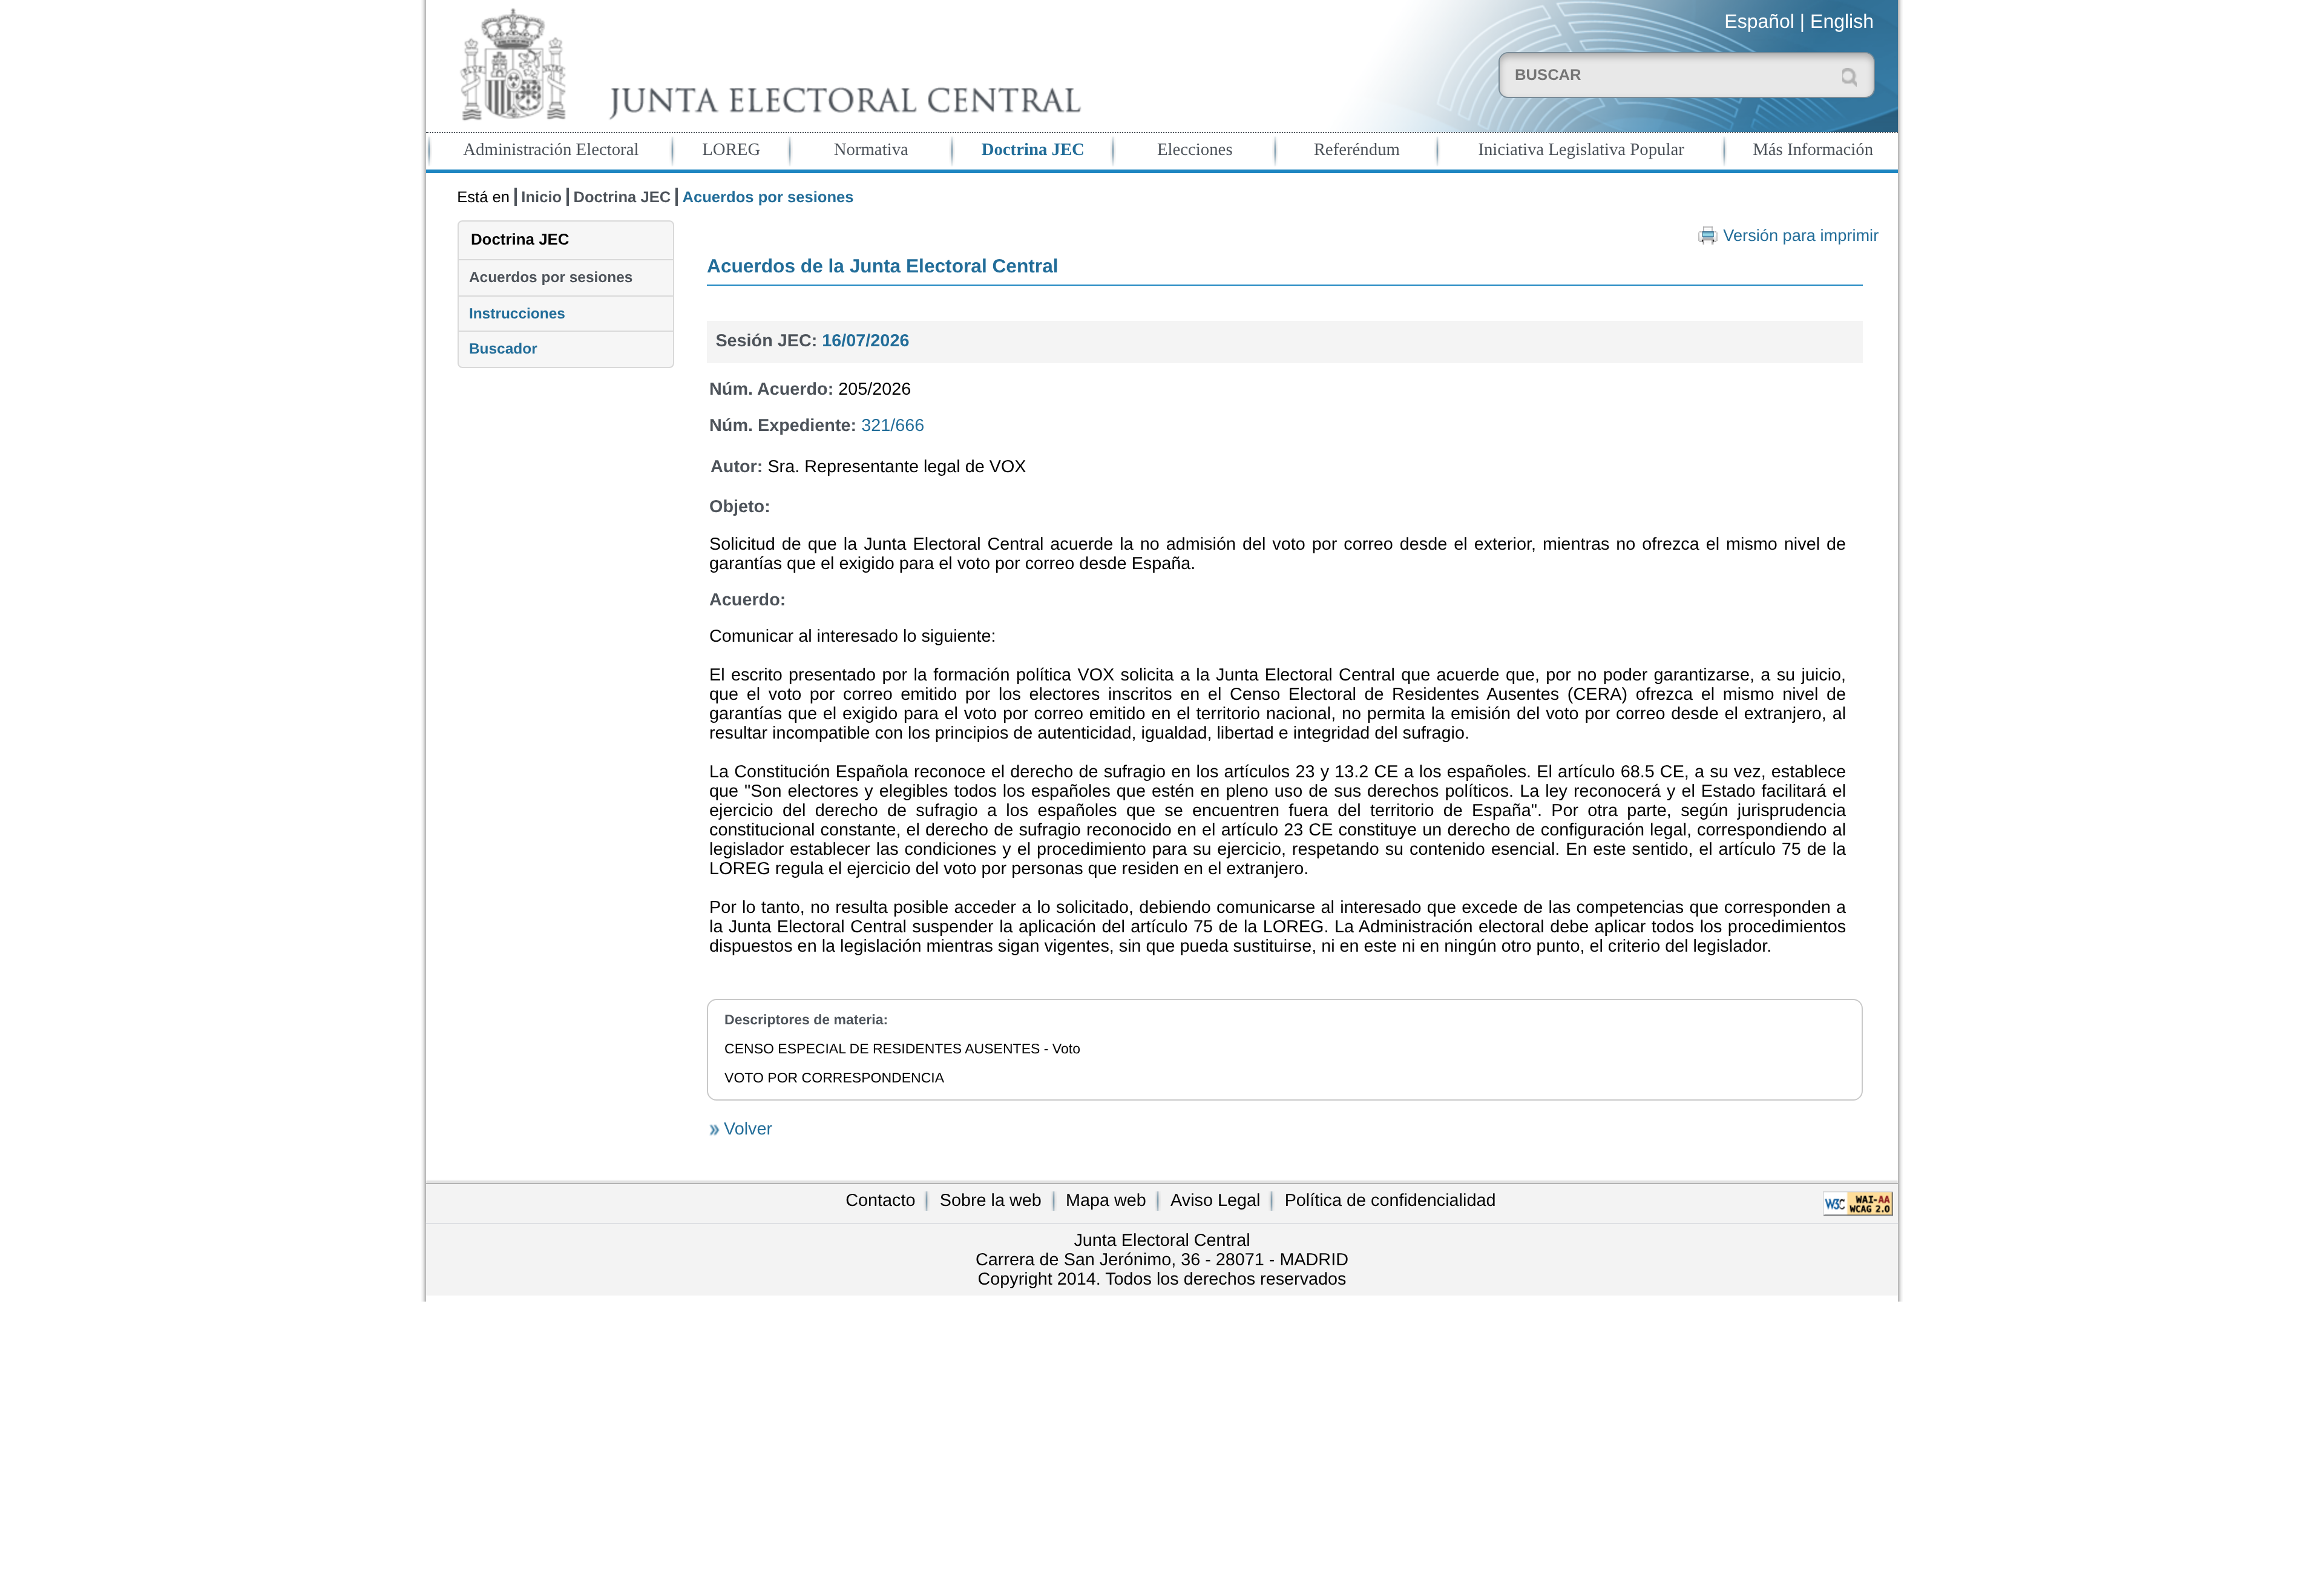 Español | English
BUSCAR
JUNTA ELECTORAL CENTRAL
Administración Electoral LOREG Normativa Doctrina JEC Elecciones Referéndum Iniciativa Legislativa Popular Más Información
Está en Inicio Doctrina JEC Acuerdos por sesiones
Doctrina JEC
Acuerdos por sesiones
Instrucciones
Buscador
Versión para imprimir
Acuerdos de la Junta Electoral Central
Sesión JEC: 16/07/2026
Núm. Acuerdo: 205/2026
Núm. Expediente: 321/666
Autor: Sra. Representante legal de VOX
Objeto:
Solicitud de que la Junta Electoral Central acuerde la no admisión del voto por correo desde el exterior, mientras no ofrezca el mismo nivel de
garantías que el exigido para el voto por correo desde España.
Acuerdo:
Comunicar al interesado lo siguiente:
El escrito presentado por la formación política VOX solicita a la Junta Electoral Central que acuerde que, por no poder garantizarse, a su juicio,
que el voto por correo emitido por los electores inscritos en el Censo Electoral de Residentes Ausentes (CERA) ofrezca el mismo nivel de
garantías que el exigido para el voto por correo emitido en el territorio nacional, no permita la emisión del voto por correo desde el extranjero, al
resultar incompatible con los principios de autenticidad, igualdad, libertad e integridad del sufragio.
La Constitución Española reconoce el derecho de sufragio en los artículos 23 y 13.2 CE a los españoles. El artículo 68.5 CE, a su vez, establece
que "Son electores y elegibles todos los españoles que estén en pleno uso de sus derechos políticos. La ley reconocerá y el Estado facilitará el
ejercicio del derecho de sufragio a los españoles que se encuentren fuera del territorio de España". Por otra parte, según jurisprudencia
constitucional constante, el derecho de sufragio reconocido en el artículo 23 CE constituye un derecho de configuración legal, correspondiendo al
legislador establecer las condiciones y el procedimiento para su ejercicio, respetando su contenido esencial. En este sentido, el artículo 75 de la
LOREG regula el ejercicio del voto por personas que residen en el extranjero.
Por lo tanto, no resulta posible acceder a lo solicitado, debiendo comunicarse al interesado que excede de las competencias que corresponden a
la Junta Electoral Central suspender la aplicación del artículo 75 de la LOREG. La Administración electoral debe aplicar todos los procedimientos
dispuestos en la legislación mientras sigan vigentes, sin que pueda sustituirse, ni en este ni en ningún otro punto, el criterio del legislador.
Descriptores de materia:
CENSO ESPECIAL DE RESIDENTES AUSENTES - Voto
VOTO POR CORRESPONDENCIA
» Volver
Contacto Sobre la web Mapa web Aviso Legal Política de confidencialidad
W3C WAI-AA
WCAG 2.0
Junta Electoral Central
Carrera de San Jerónimo, 36 - 28071 - MADRID
Copyright 2014. Todos los derechos reservados